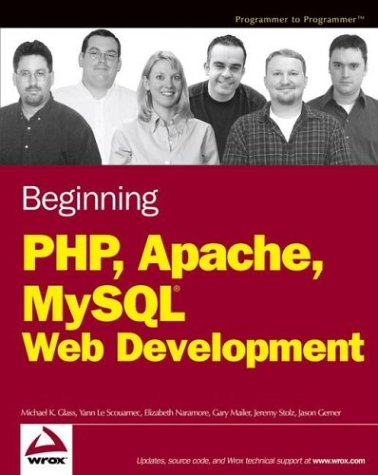 Programmer to Programmer™
Beginning
PHP, Apache,
MySQL®
Web Development
Michael K. Glass, Yann Le Scouarnec, Elizabeth Naramore, Gary Mailer, Jeremy Stolz, Jason Gerner
wrox
Updates, source code, and Wrox technical support at www.wrox.com